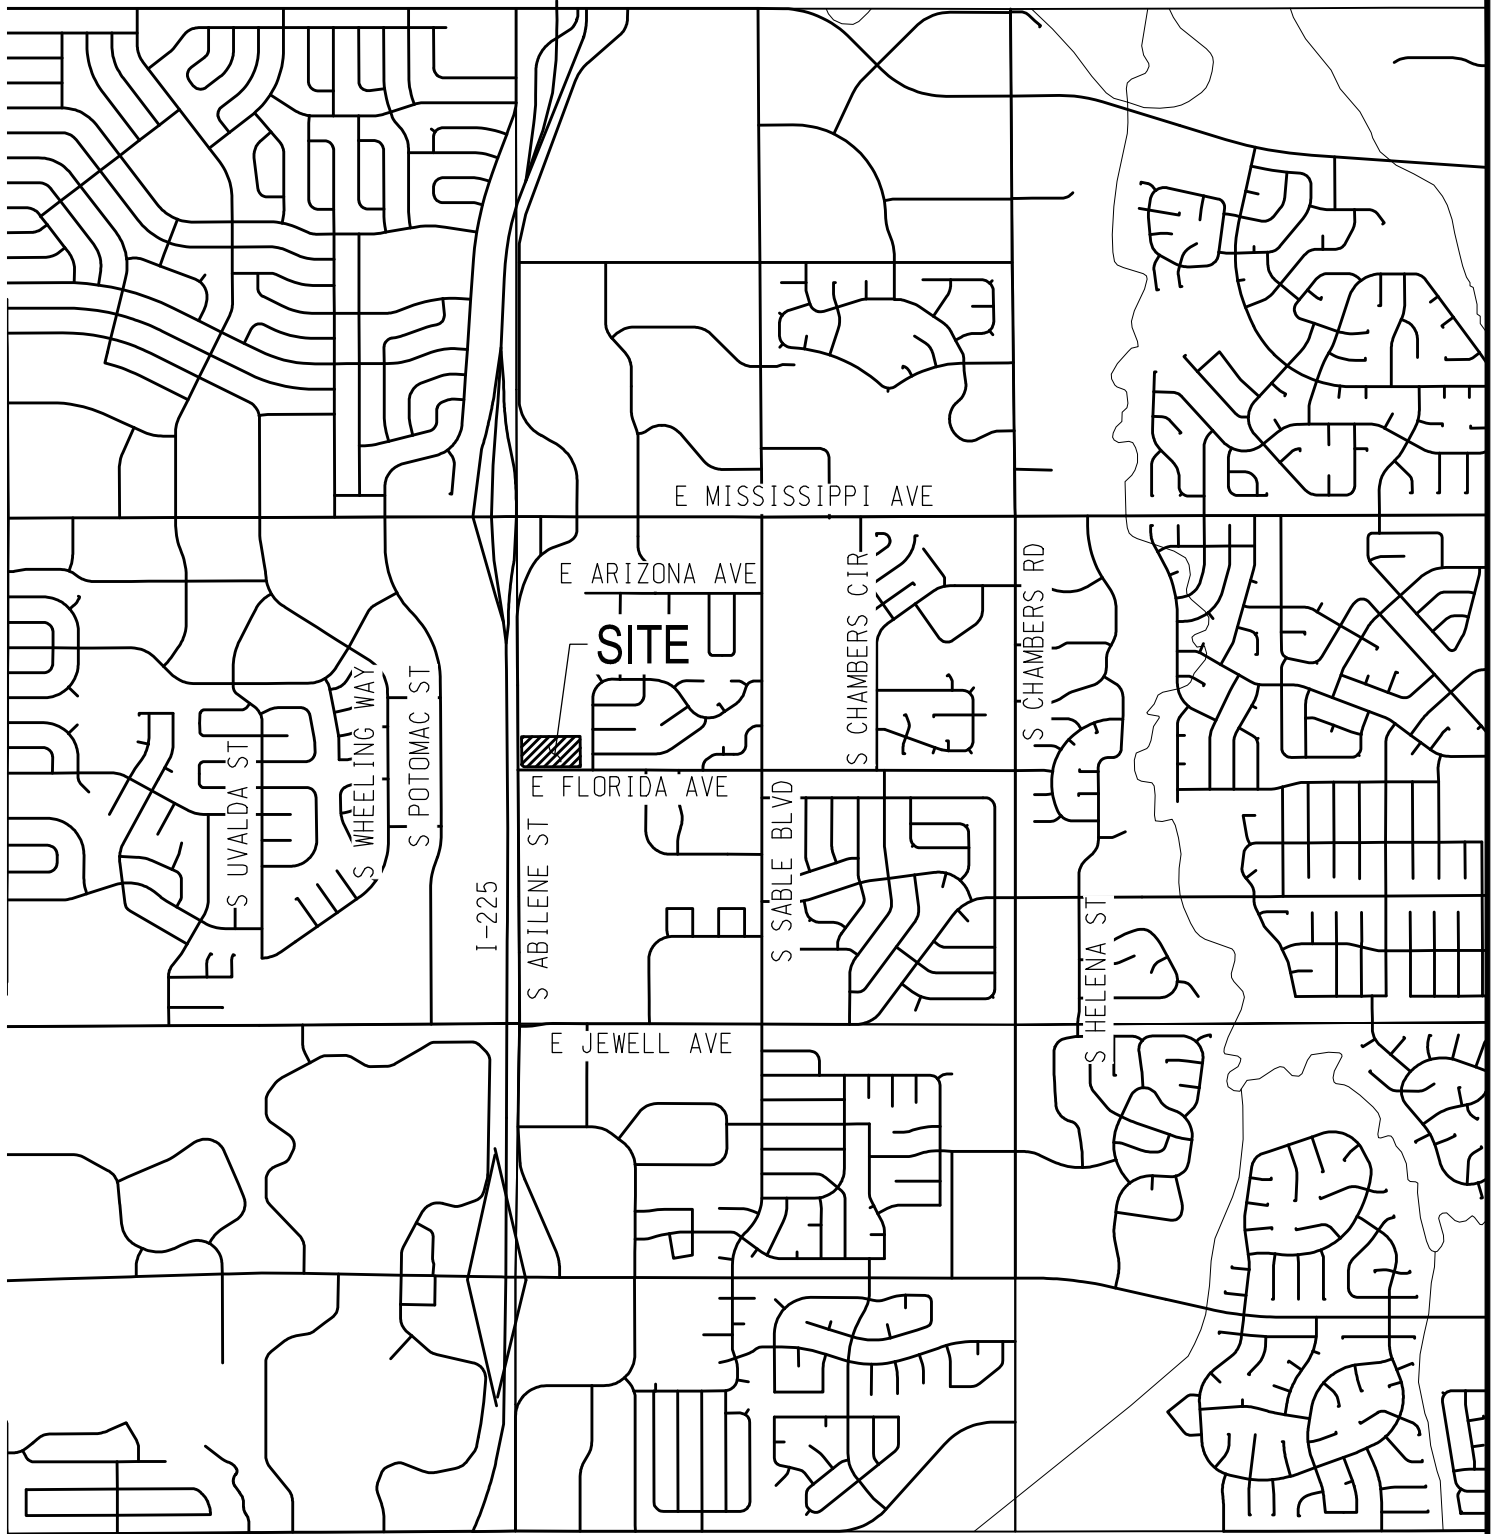 E MISSISSIPPI AVE
E ARIZONA AVE
SITE
S CHAMBERS CIR
S CHAMBERS RD
S WHEELING WAY
S POTOMAC ST
S UVALDA ST
E FLORIDA AVE
S SABLE BLVD
I-225
S ABILENE ST
S HELENA ST
E JEWELL AVE